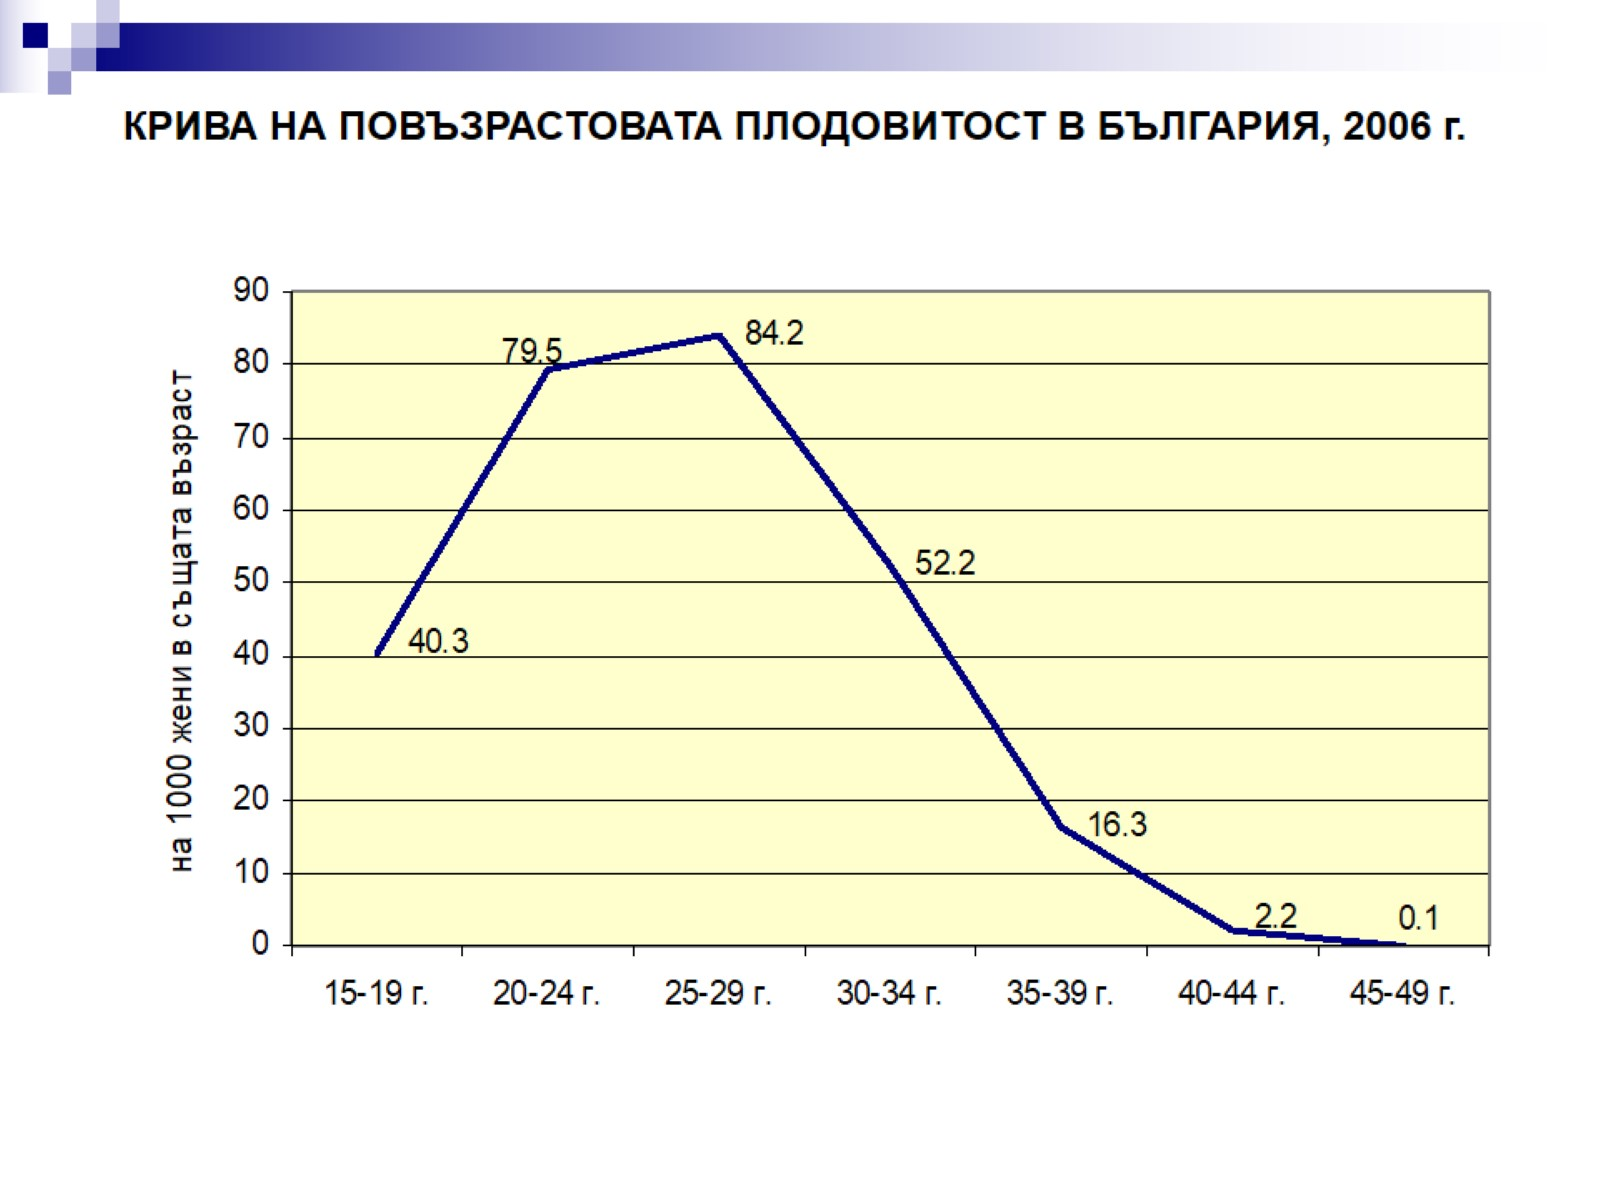 КРИВА НА ПОВЪЗРАСТОВАТА ПЛОДОВИТОСТ В БЪЛГАРИЯ, 2006 г.
на 1000 жени в същата възраст
90
80
70
60
50
40
30
20
10
0
40.3
79.5
84.2
52.2
16.3
2.2
0.1
15-19 г.
20-24 г.
25-29 г.
30-34 г.
35-39 г.
40-44 г.
45-49 г.